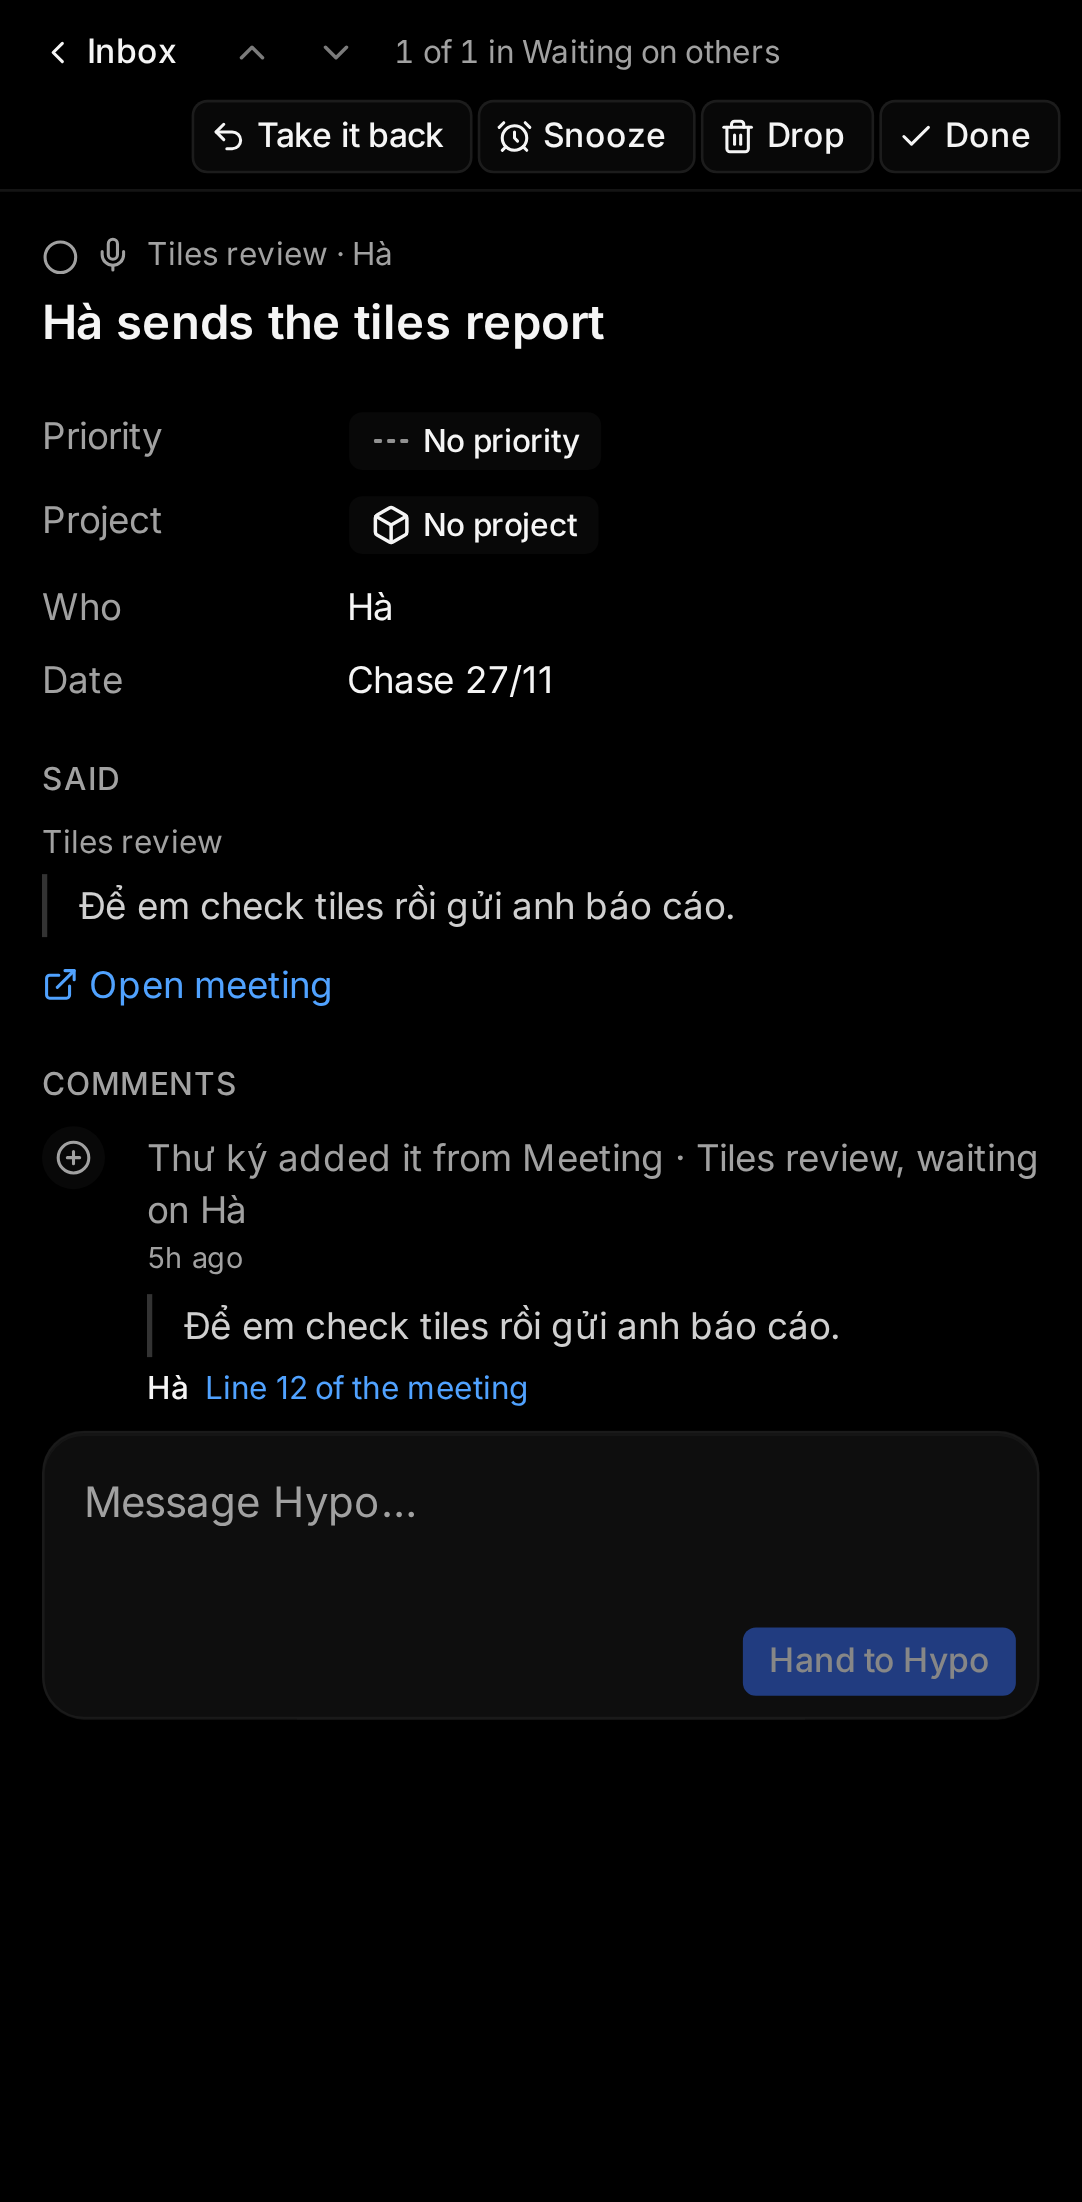 Inbox
1 of 1 in Waiting on others
Take it back
Snooze
Drop
Done
Tiles review · Hà
Hà sends the tiles report
Priority
--- No priority
Project
No project
Who
Hà
Date
Chase 27/11
SAID
Tiles review
Để em check tiles rồi gửi anh báo cáo.
Open meeting
COMMENTS
Thư ký added it from Meeting · Tiles review, waiting
on Hà
5h ago
Để em check tiles rồi gửi anh báo cáo.
Hà Line 12 of the meeting
Message Hypo...
Hand to Hypo